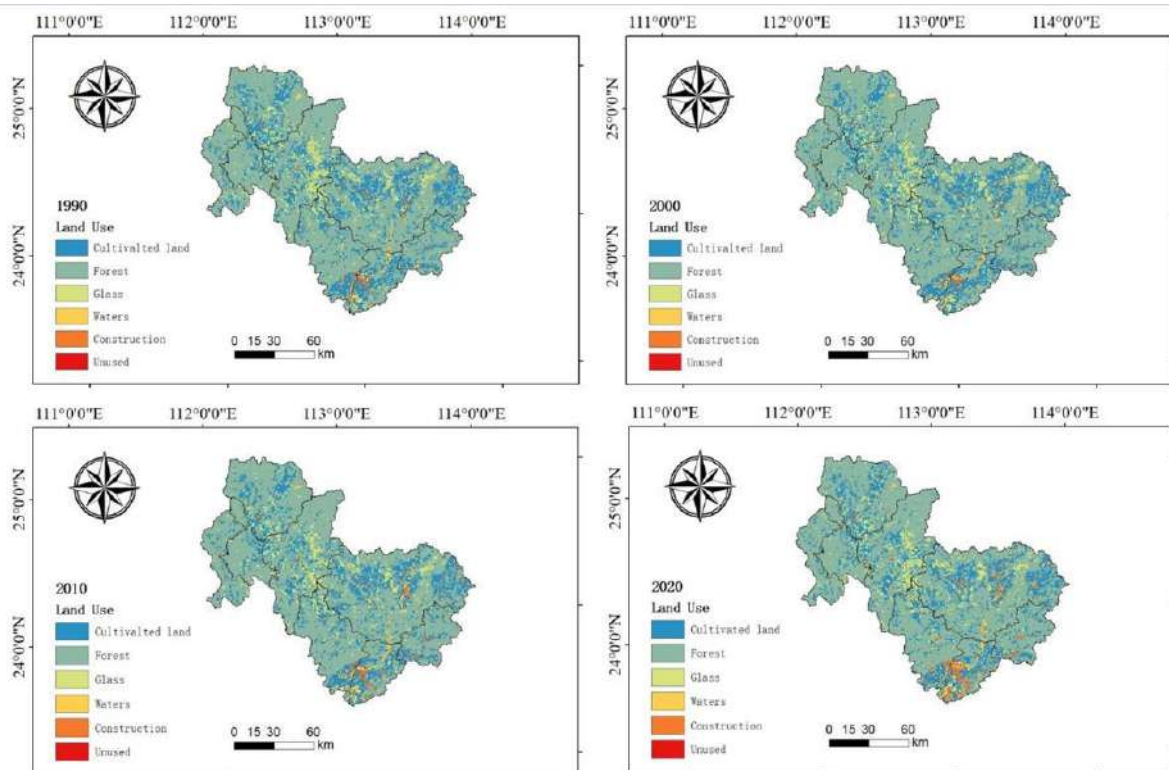 111°0'0"E 112°0'0"E 113°0'0"E 114°0'0"E
25°0'0"N
24°0'0"N
1990
Land Use
Cultivalted land
Forest
Glass
Waters
Construction
Unused
0 15 30 60
km
112°0'0"E 113°0'0"E 114°0'0"E
25°0'0"N
24°0'0"N
2000
Land Use
Cultivalted land
Forest
Glass
Waters
Construction
Unused
0 15 30 60
km
111°0'0"E 112°0'0"E 113°0'0"E 114°0'0"E
25°0'0"N
24°0'0"N
2010
Land Use
Cultivalted land
Forest
Glass
Waters
Construction
Unused
0 15 30 60
km
111°0'0"E 112°0'0"E 113°0'0"E 114°0'0"E
25°0'0"N
24°0'0"N
2020
Land Use
Cultivated land
Forest
Glass
Waters
Construction
Unused
0 15 30 60
km